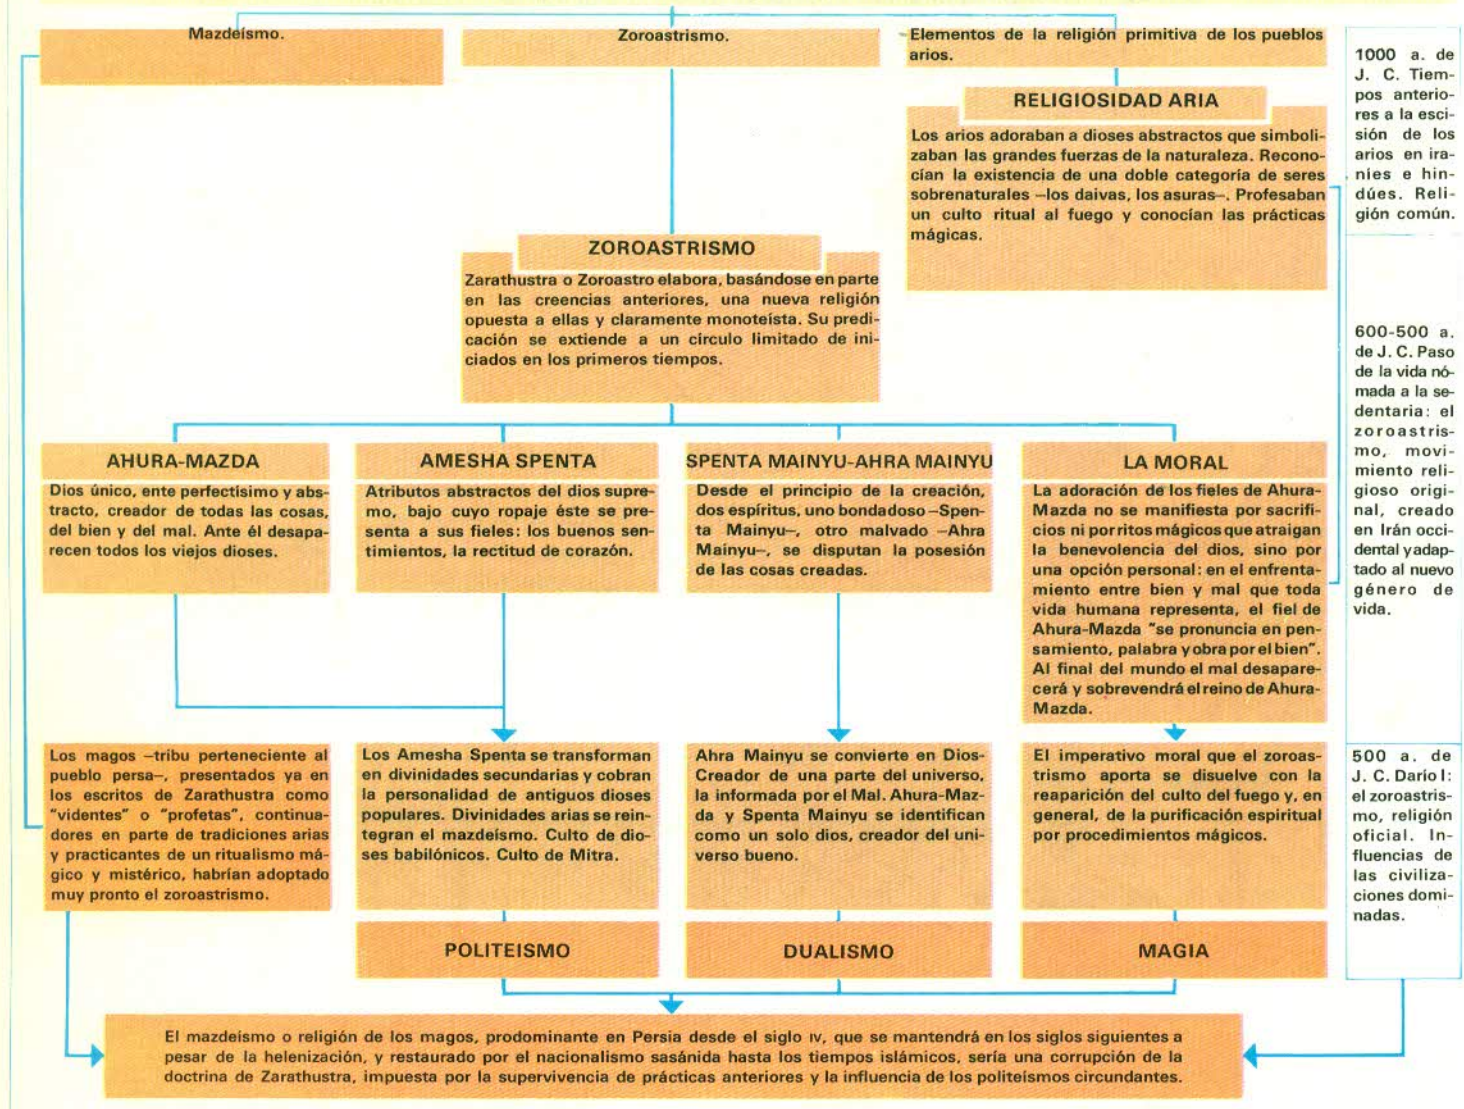 Mazdeísmo.
Zoroastrismo.
Elementos de la religión primitiva de los pueblos
arios.
RELIGIOSIDAD ARIA
Los arios adoraban a dioses abstractos que simboli-
zaban las grandes fuerzas de la naturaleza. Recono-
cían la existencia de una doble categoría de seres
sobrenaturales —los daivas, los asuras—. Profesaban
un culto ritual al fuego y conocían las prácticas
mágicas.
1000 a. de
J. C. Tiem-
pos anterio-
res a la esci-
sión de los
arios en ira-
níes e hin-
dúes. Reli-
gión común.
ZOROASTRISMO
Zarathustra o Zoroastro elabora, basándose en parte
en las creencias anteriores, una nueva religión
opuesta a ellas y claramente monoteísta. Su predi-
cación se extiende a un círculo limitado de ini-
ciados en los primeros tiempos.
600-500 a.
de J. C. Paso
de la vida nó-
mada a la se-
dentaria: el
zoroastris-
mo, movi-
miento reli-
gioso origi-
nal, creado
en Irán occi-
dental y adap-
tado al nuevo
género de
vida.
AHURA-MAZDA
Dios único, ente perfectísimo y abs-
tracto, creador de todas las cosas,
del bien y del mal. Ante él desapa-
recen todos los viejos dioses.
AMESHA SPENTA
Atributos abstractos del dios supre-
mo, bajo cuyo ropaje éste se pre-
senta a sus fieles: los buenos sen-
timientos, la rectitud de corazón.
SPENTA MAINYU-AHRA MAINYU
Desde el principio de la creación,
dos espíritus, uno bondadoso —Spen-
ta Mainyu—, otro malvado —Ahra
Mainyu—, se disputan la posesión
de las cosas creadas.
LA MORAL
La adoración de los fieles de Ahura-
Mazda no se manifiesta por sacrifi-
cios ni por ritos mágicos que atraigan
la benevolencia del dios, sino por
una opción personal: en el enfrenta-
miento entre bien y mal que toda
vida humana representa, el fiel de
Ahura-Mazda "se pronuncia en pen-
samiento, palabra y obra por el bien".
Al final del mundo el mal desapare-
cerá y sobrevendrá el reino de Ahura-
Mazda.
Los magos —tribu perteneciente al
pueblo persa—, presentados ya en
los escritos de Zarathustra como
"videntes" o "profetas", continua-
dores en parte de tradiciones arias
y practicantes de un ritualismo má-
gico y mistérico, habrían adoptado
muy pronto el zoroastrismo.
Los Amesha Spenta se transforman
en divinidades secundarias y cobran
la personalidad de antiguos dioses
populares. Divinidades arias se rein-
tegran el mazdeísmo. Culto de dio-
ses babilónicos. Culto de Mitra.
Ahra Mainyu se convierte en Dios-
Creador de una parte del universo,
la informada por el Mal. Ahura-Maz-
da y Spenta Mainyu se identifican
como un solo dios, creador del uni-
verso bueno.
El imperativo moral que el zoroas-
trismo aporta se disuelve con la
reaparición del culto del fuego y, en
general, de la purificación espiritual
por procedimientos mágicos.
500 a. de
J. C. Darío I:
el zoroastris-
mo, religión
oficial. In-
fluencias de
las civiliza-
ciones domi-
nadas.
POLITEISMO
DUALISMO
MAGIA
El mazdeísmo o religión de los magos, prodominante en Persia desde el siglo IV, que se mantendrá en los siglos siguientes a
pesar de la helenización, y restaurado por el nacionalismo sasánida hasta los tiempos islámicos, sería una corrupción de la
doctrina de Zarathustra, impuesta por la supervivencia de prácticas anteriores y la influencia de los politeísmos circundantes.